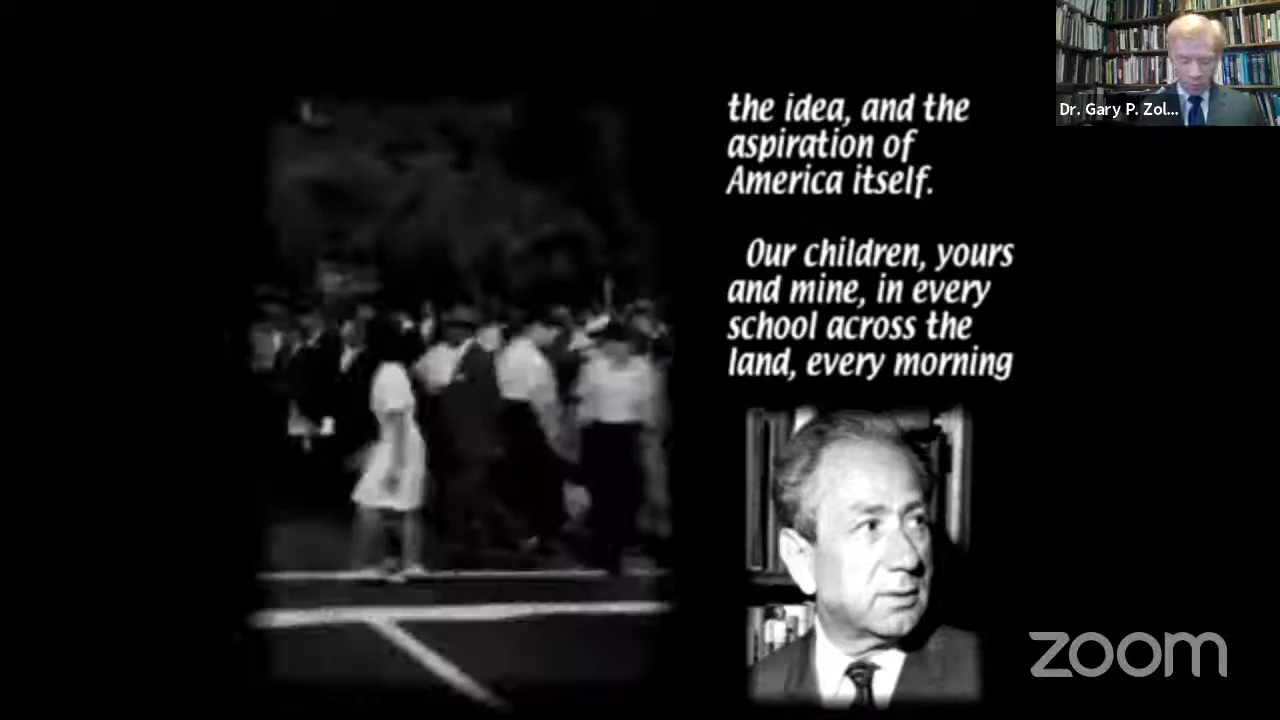 the idea, and the
aspiration of
America itself.
Our children, yours
and mine, in every
school across the
land, every morning
Dr. Gary P. Zol...
zoom